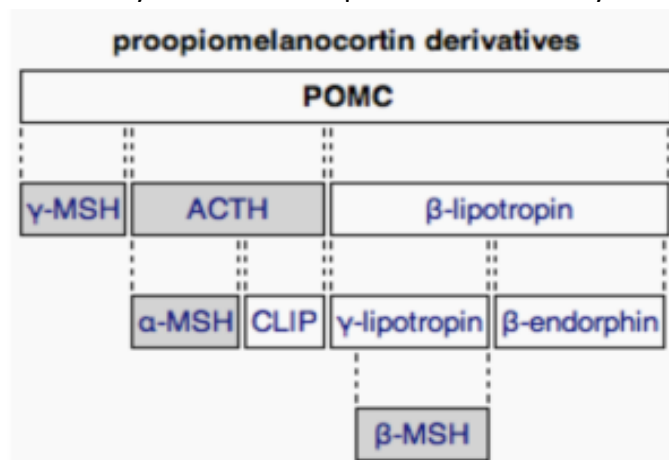 proopiomelanocortin derivatives
POMC
γ-MSH ACTH β-lipotropin
α-MSH CLIP γ-lipotropin β-endorphin
β-MSH